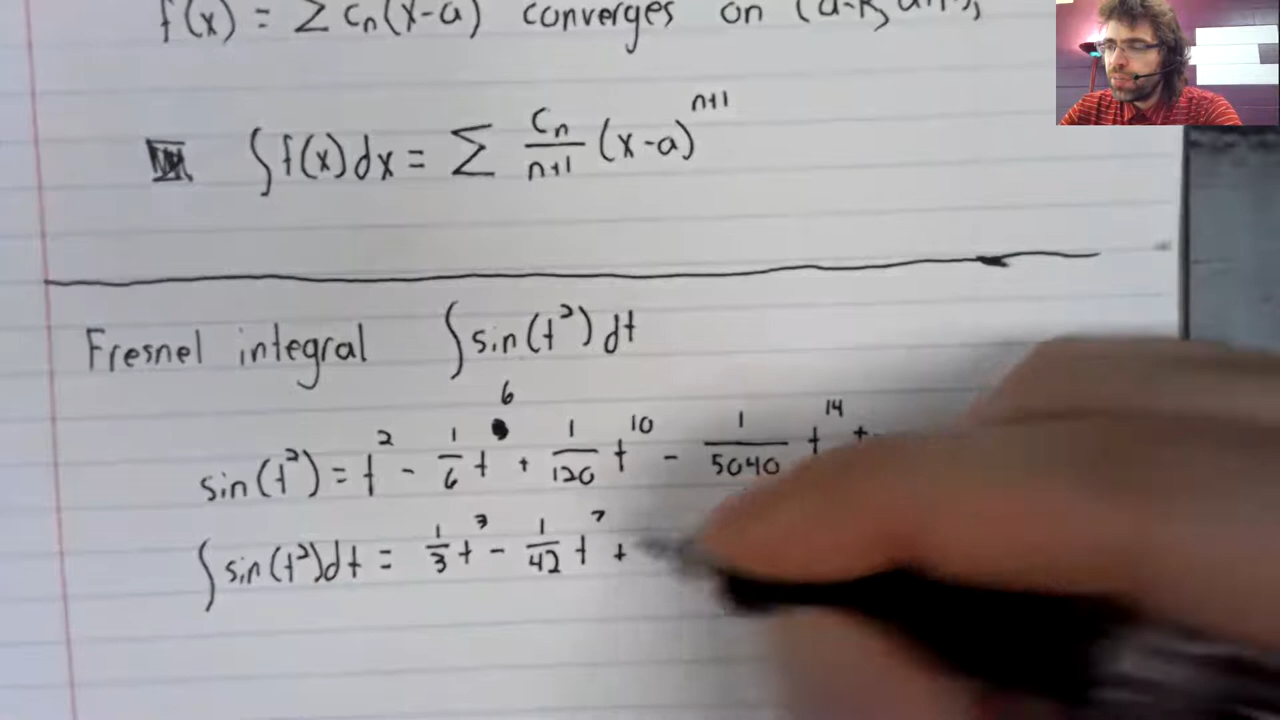 f(x) = Σ cₙ(x-a) converges on (a-R, a+
∫f(x)dx = Σ cₙ/n+1 (x-a)ⁿ⁺¹
Fresnel integral ∫sin(t²)dt
sin(t²) = t² - 1/6 t⁶ + 1/120 t¹⁰ - 1/5040 t¹⁴ +
∫sin(t²)dt = 1/3 t³ - 1/42 t⁷ +